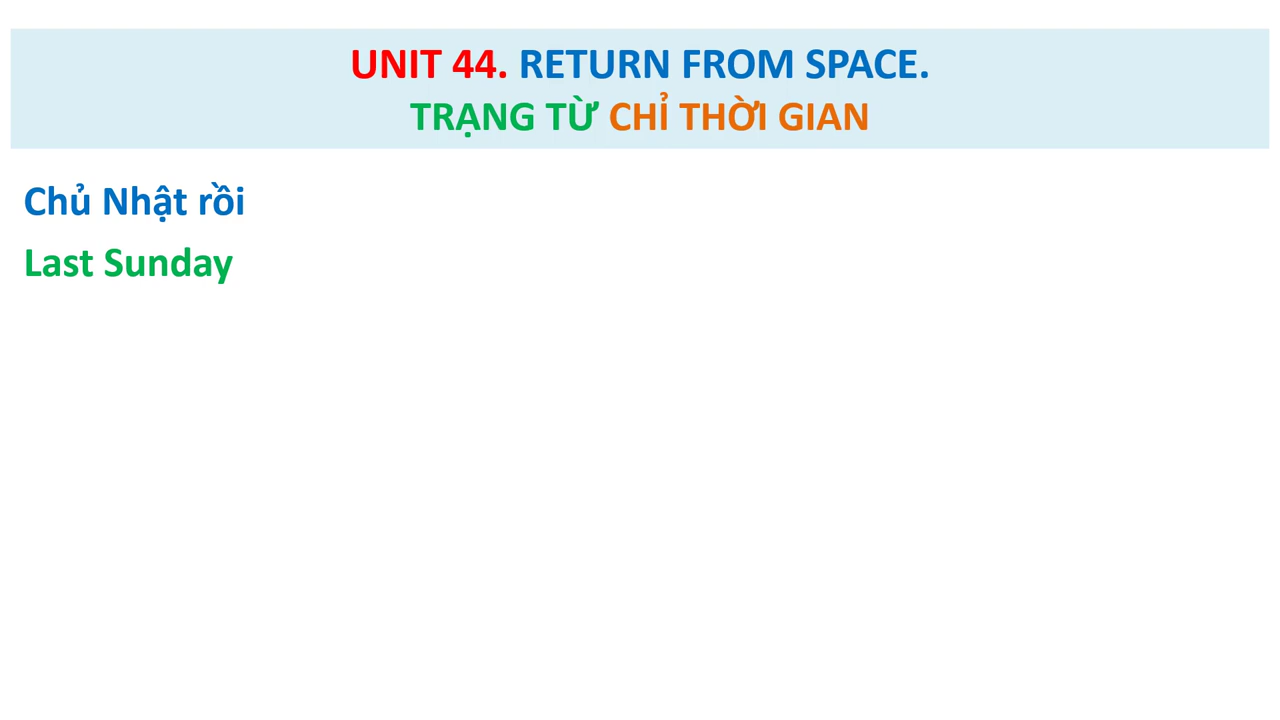 UNIT 44. RETURN FROM SPACE.
TRẠNG TỪ CHỈ THỜI GIAN
Chủ Nhật rồi
Last Sunday